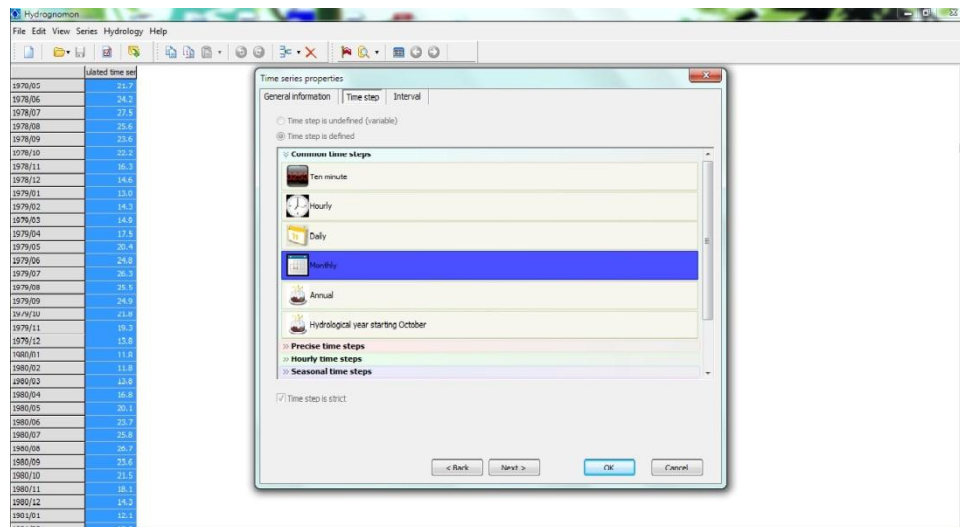 Hydrognomon
File Edit View Series Hydrology Help
ulated time ser
1978/05 21.7
1978/06 24.2
1978/07 27.5
1978/08 25.6
1978/09 23.6
1978/10 22.2
1978/11 16.3
1978/12 14.6
1979/01 13.0
1979/02 14.3
1979/03
1979/04 17.5
1979/05 20.4
1979/06 24.8
1979/07 26.3
1979/08 25.5
1979/09 24.9
1979/10 21.8
1979/11 19.3
1979/12 13.8
1980/01 11.8
1980/02 11.8
1980/03 13.8
1980/04 16.8
1980/05 20.1
1980/06 23.7
1980/07 25.8
1980/08 26.7
1980/09 23.6
1980/10 21.5
1980/11 18.1
1980/12 14.3
1981/01 12.1
Time series properties
General information Time step Interval
Time step is undefined (variable)
Time step is defined
Common time steps
Ten minute
Hourly
Daily
Monthly
Annual
Hydrological year starting October
Precise time steps
Hourly time steps
Seasonal time steps
Time step is strict
< Back Next > OK Cancel